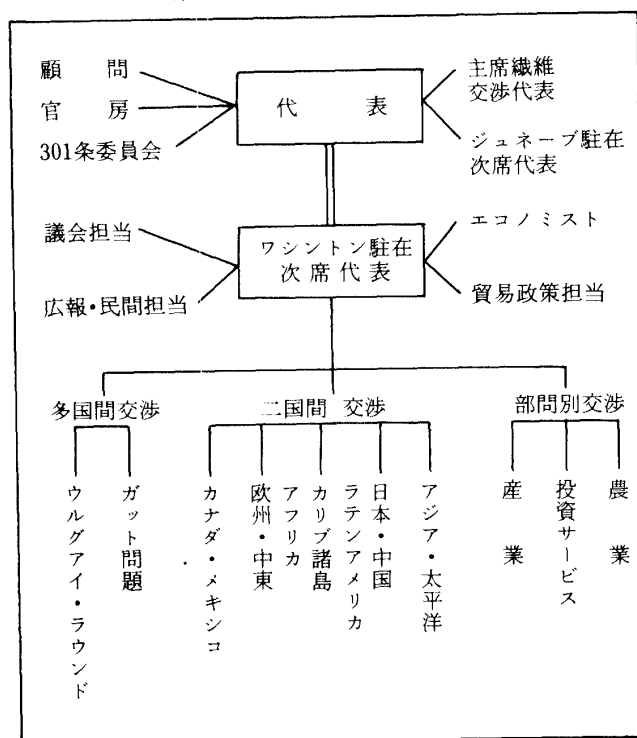 顧問
官房
301条委員会
代表
主席繊維
交渉代表
ジュネーブ駐在
次席代表
議会担当
広報・民間担当
ワシントン駐在
次席代表
エコノミスト
貿易政策担当
多国間交渉
二国間 交渉
部問別交渉
ウルグアイ・ラウンド
ガット問題
カナダ・メキシコ
欧州・中東
アフリカ
カリブ諸島
ラテンアメリカ
日本・中国
アジア・太平洋
産業
投資サービス
農業